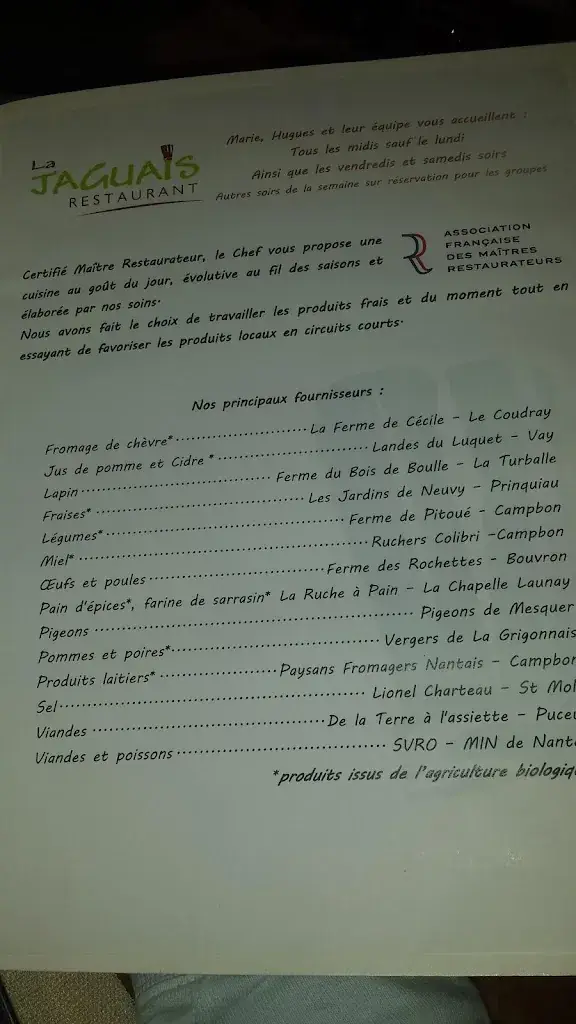 La
JAGUAIS
RESTAURANT
Marie, Hugues et leur équipe vous accueillent :
Tous les midis sauf le lundi
Ainsi que les vendredis et samedis soirs
Autres soirs de la semaine sur réservation pour les groupes
Certifié Maître Restaurateur, le Chef vous propose une
cuisine au goût du jour, évolutive au fil des saisons et
élaborée par nos soins.
ASSOCIATION
FRANÇAISE
DES MAÎTRES
RESTAURATEURS
Nous avons fait le choix de travailler les produits frais et du moment tout en
essayant de favoriser les produits locaux en circuits courts.
Nos principaux fournisseurs :
Fromage de chèvre* La Ferme de Cécile - Le Coudray
Jus de pomme et Cidre * Landes du Luquet - Vay
Lapin Ferme du Bois de Boulle - La Turballe
Fraises* Les Jardins de Neuvy - Prinquiau
Légumes* Ferme de Pitoué - Campbon
Miel* Ruchers Colibri -Campbon
Œufs et poules Ferme des Rochettes - Bouvron
Pain d'épices*, farine de sarrasin* La Ruche à Pain - La Chapelle Launay
Pigeons Pigeons de Mesquer
Pommes et poires* Vergers de La Grigonnais
Produits laitiers* Paysans Fromagers Nantais - Campbon
Sel Lionel Charteau - St Mol
Viandes De la Terre à l'assiette - Puceu
Viandes et poissons SVRO - MIN de Nant
*produits issus de l'agriculture biologiq